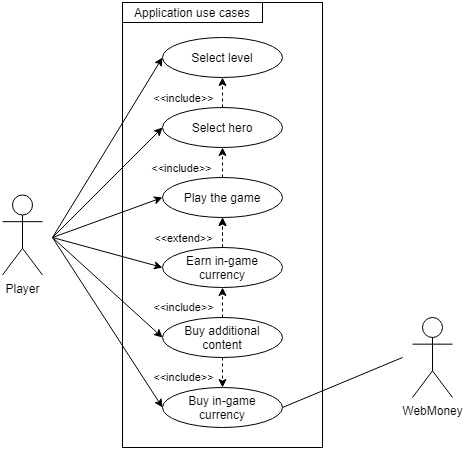 Application use cases
Select level
<<include>>
Select hero
<<include>>
Play the game
<<extend>>
Earn in-game
currency
Player
<<include>>
Buy additional
content
<<include>>
Buy in-game
currency
WebMoney